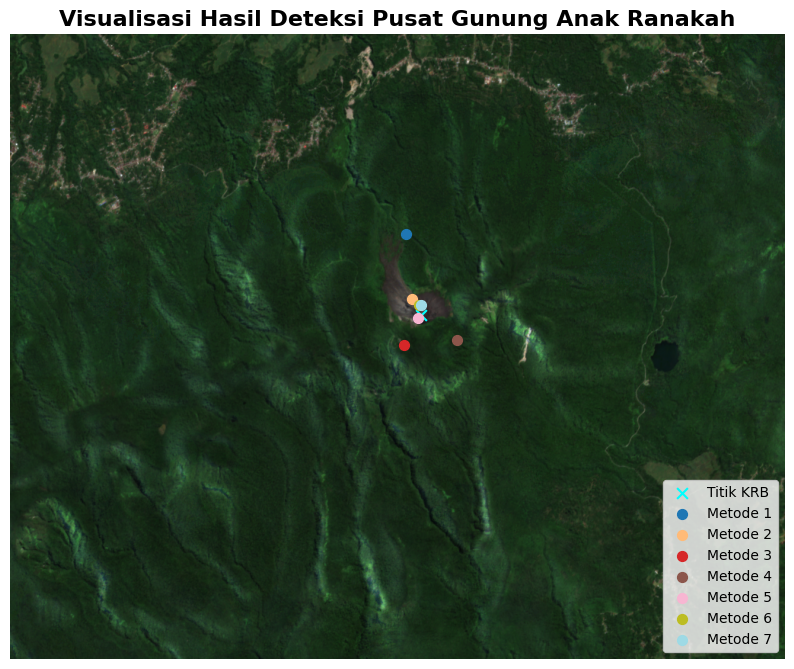 Visualisasi Hasil Deteksi Pusat Gunung Anak Ranakah
Titik KRB
Metode 1
Metode 2
Metode 3
Metode 4
Metode 5
Metode 6
Metode 7